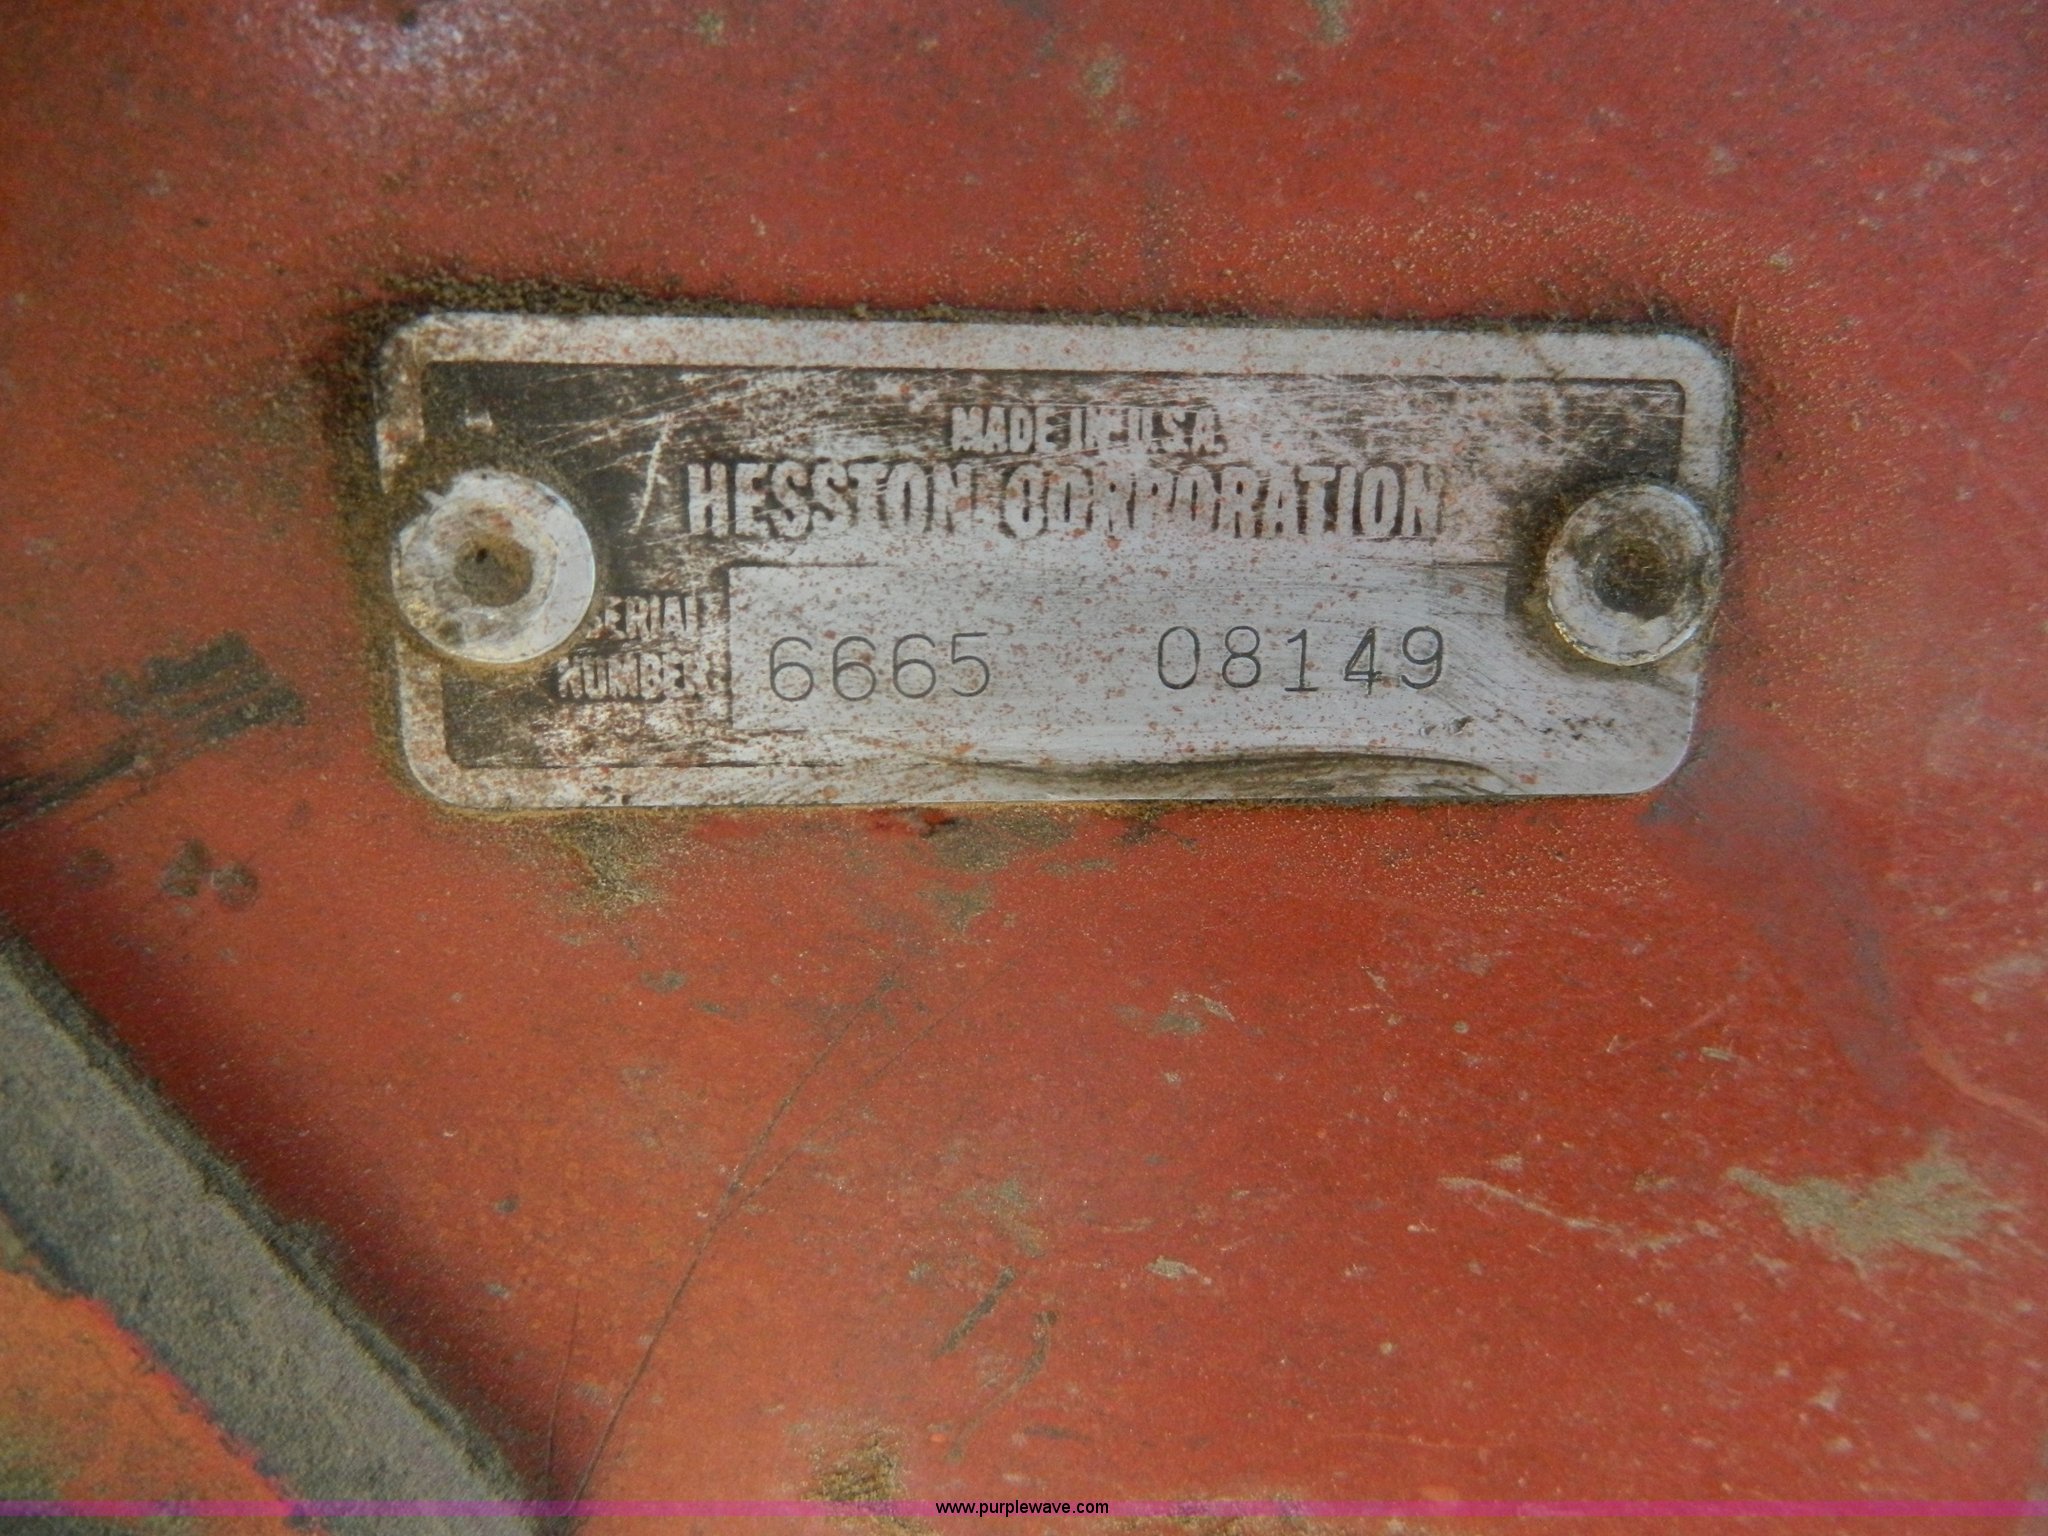 MADE IN U.S.A.
HESSTON CORPORATION
SERIAL
NUMBER
6665 08149
www.purplewave.com